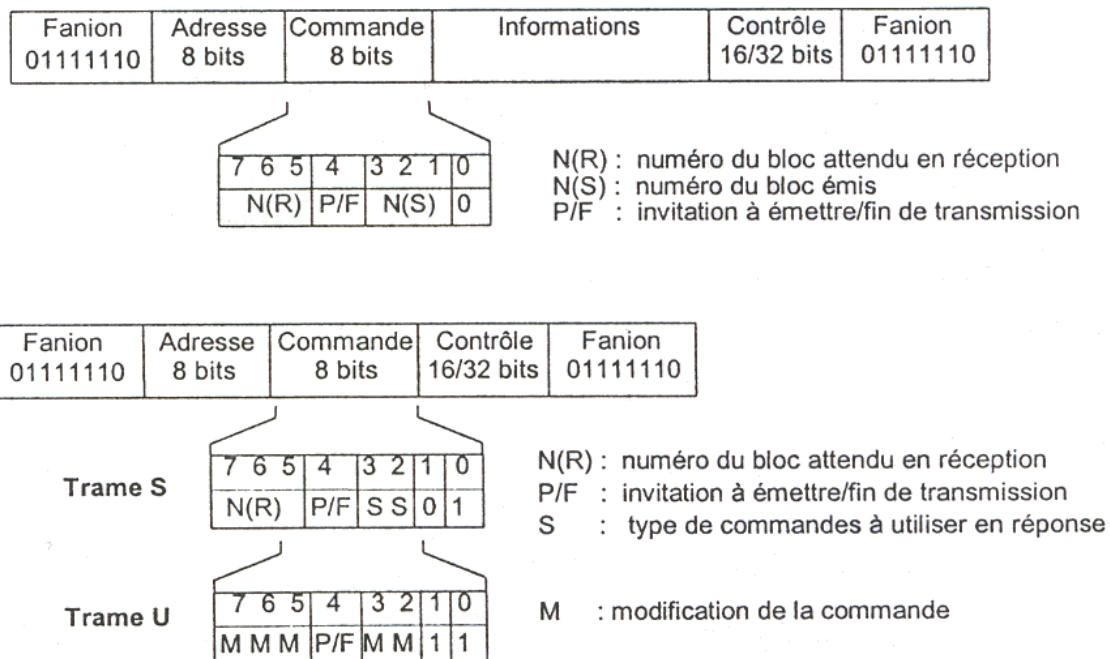 Fanion Adresse Commande Informations Contrôle Fanion
01111110 8 bits 8 bits 16/32 bits 01111110
7 6 5 4 3 2 1 0
N(R) P/F N(S) 0
N(R) : numéro du bloc attendu en réception
N(S) : numéro du bloc émis
P/F : invitation à émettre/fin de transmission
Fanion Adresse Commande Contrôle Fanion
01111110 8 bits 8 bits 16/32 bits 01111110
Trame S
7 6 5 4 3 2 1 0
N(R) P/F S S 0 1
N(R) : numéro du bloc attendu en réception
P/F : invitation à émettre/fin de transmission
S : type de commandes à utiliser en réponse
Trame U
7 6 5 4 3 2 1 0
M M M P/F M M 1 1
M : modification de la commande